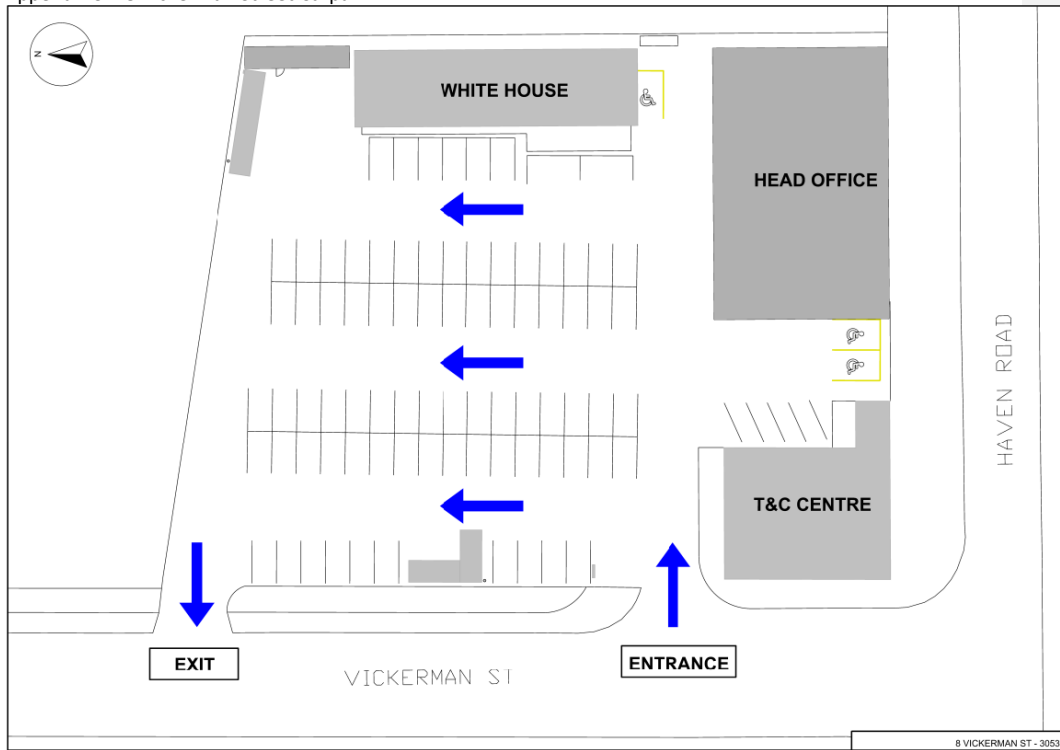 N
WHITE HOUSE
HEAD OFFICE
HAVEN ROAD
T&C CENTRE
EXIT
ENTRANCE
VICKERMAN ST
8 VICKERMAN ST - 3053